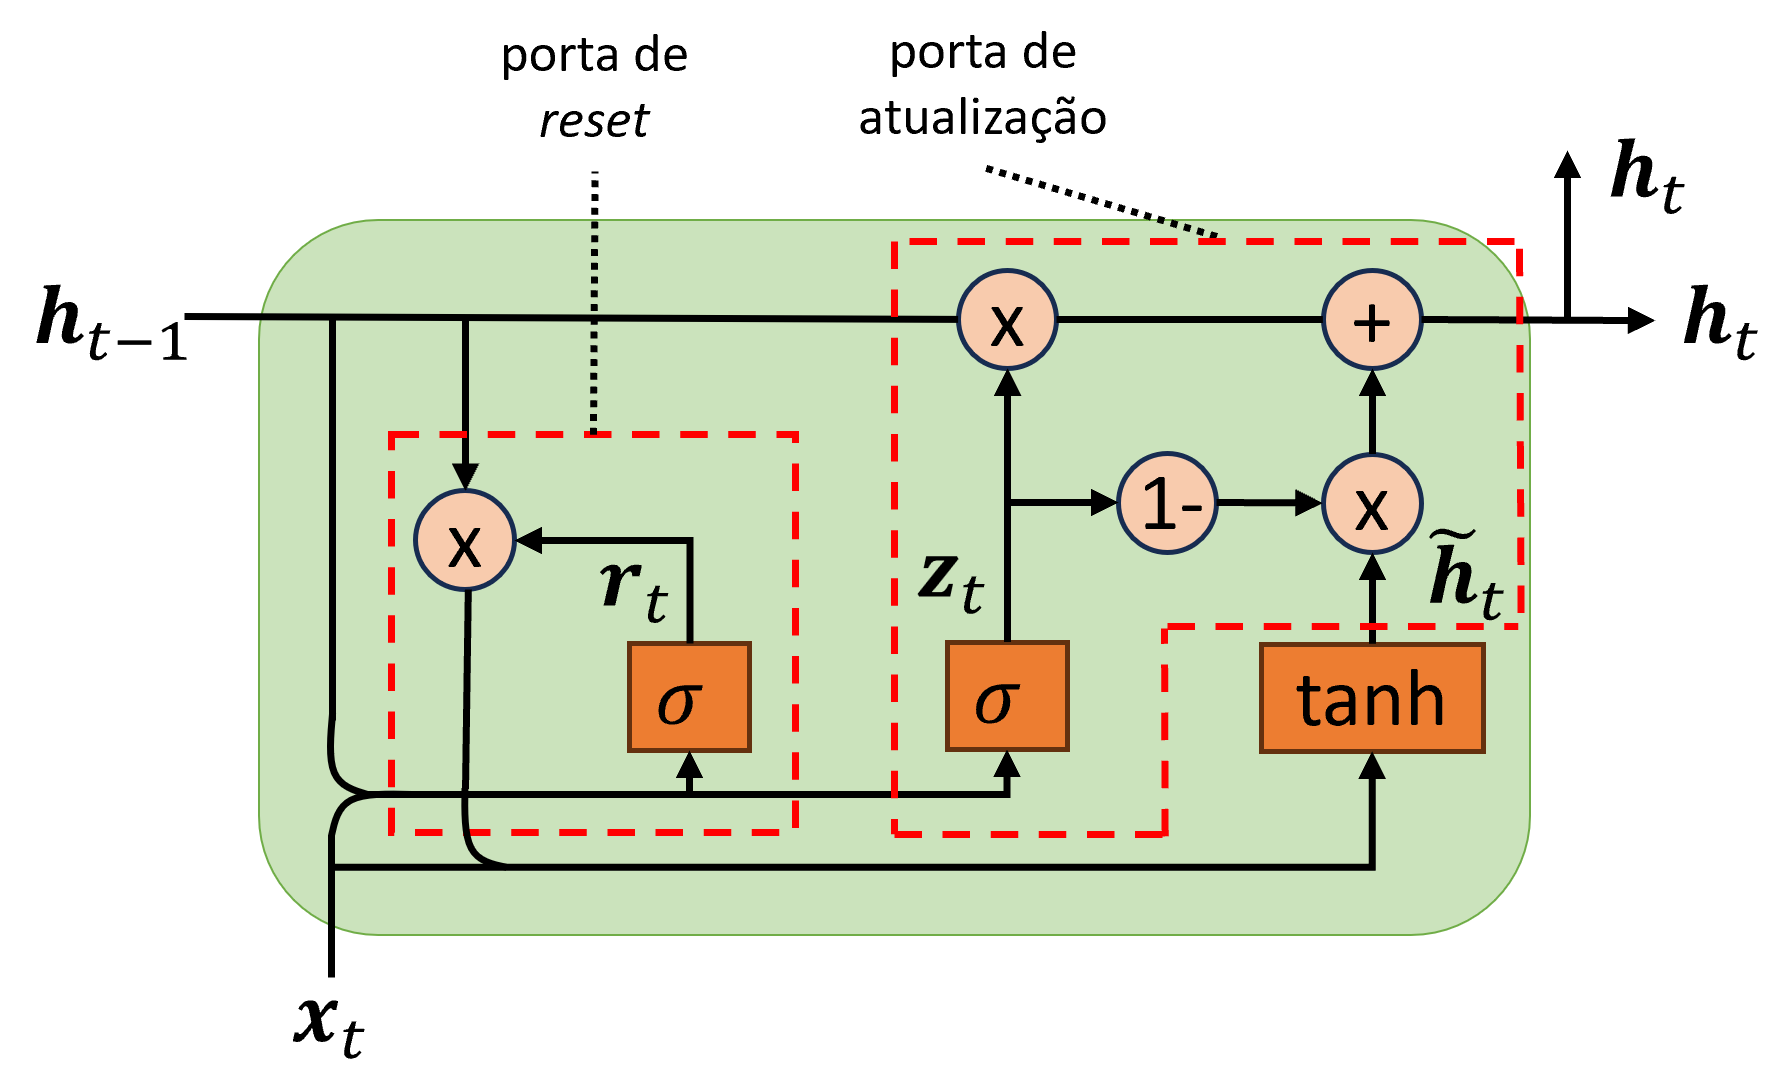 porta de
reset
porta de
atualização
h_t
h_{t-1}
x
+
h_t
x
r_t
z_t
1-
x
h̃_t
σ
σ
tanh
x_t